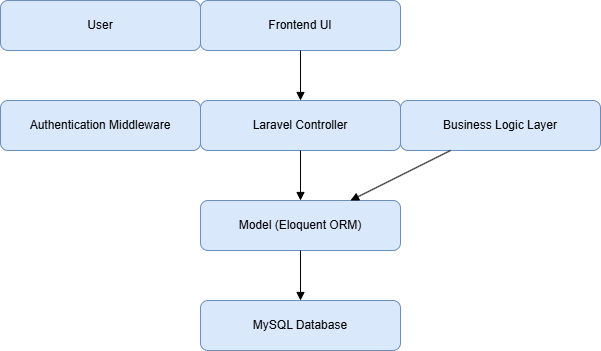 User
Frontend UI
Authentication Middleware
Laravel Controller
Business Logic Layer
Model (Eloquent ORM)
MySQL Database